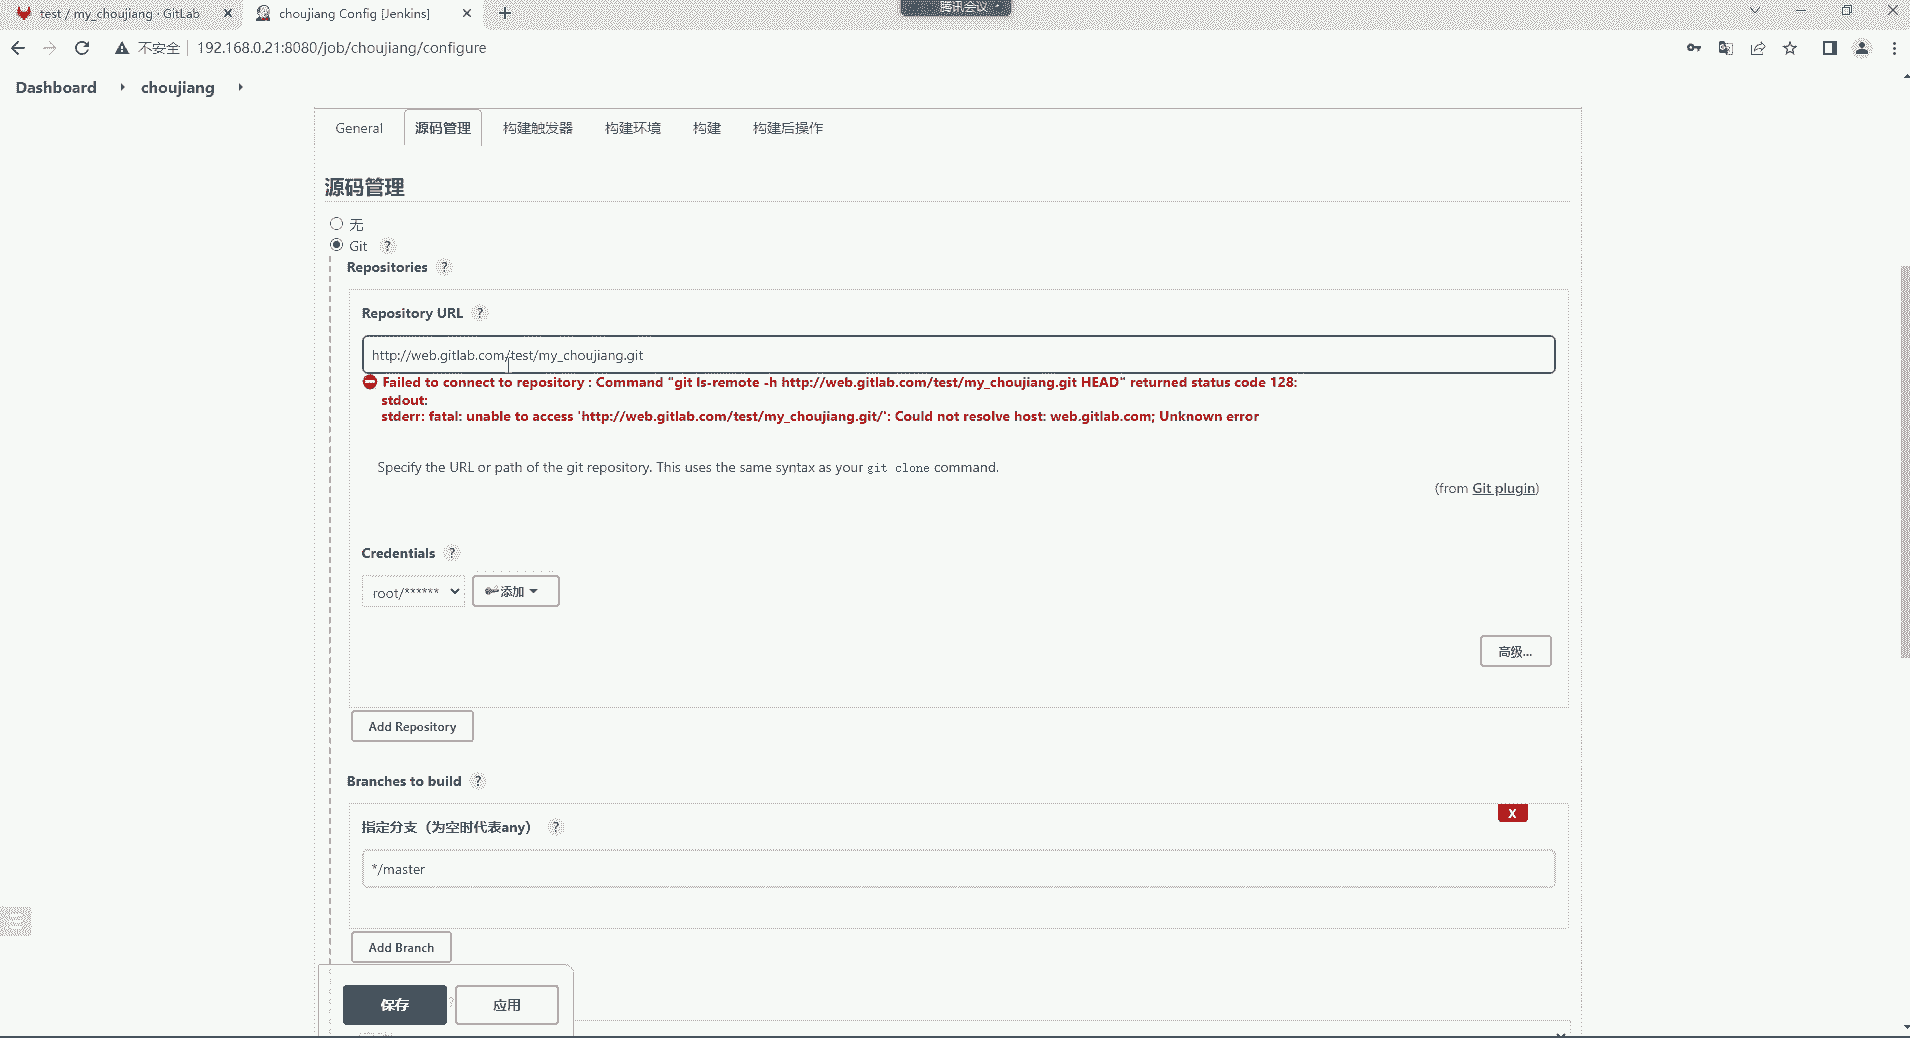 test / my_choujiang · GitLab
choujiang Config [Jenkins]
腾讯会议
不安全
192.168.0.21:8080/job/choujiang/configure
Dashboard
choujiang
General
源码管理
构建触发器
构建环境
构建
构建后操作
源码管理
无
Git ?
Repositories ?
Repository URL ?
http://web.gitlab.com/test/my_choujiang.git
Failed to connect to repository : Command "git ls-remote -h http://web.gitlab.com/test/my_choujiang.git HEAD" returned status code 128:
stdout:
stderr: fatal: unable to access 'http://web.gitlab.com/test/my_choujiang.git/': Could not resolve host: web.gitlab.com; Unknown error
Specify the URL or path of the git repository. This uses the same syntax as your git clone command.
(from Git plugin)
Credentials ?
root/******
添加
高级...
Add Repository
Branches to build ?
X
指定分支（为空时代表any） ?
*/master
Add Branch
保存
?
应用